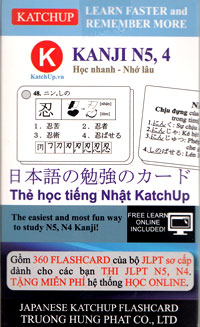 KATCHUP
LEARN FASTER and
REMEMBER MORE
K
KatchUp.vn
KANJI N5, 4
Học nhanh - Nhớ lâu
48. ニン,しの
忍
1. 忍苦
2. 忍者
3. 忍術
4. 忍ばせる
Chịu đựng của
日本語の勉強のカード
Thẻ học tiếng Nhật KatchUp
The easiest and most fun way
to study N5, N4 Kanji!
FREE LEARN
ONLINE
INCLUDED!
Gồm 360 FLASHCARD của bộ JLPT sơ cấp
dành cho các bạn THI JLPT N5, N4.
TẶNG MIỄN PHÍ hệ thống HỌC ONLINE.
JAPANESE KATCHUP FLASHCARD
TRUONG HUNG PHAT CO., LTD